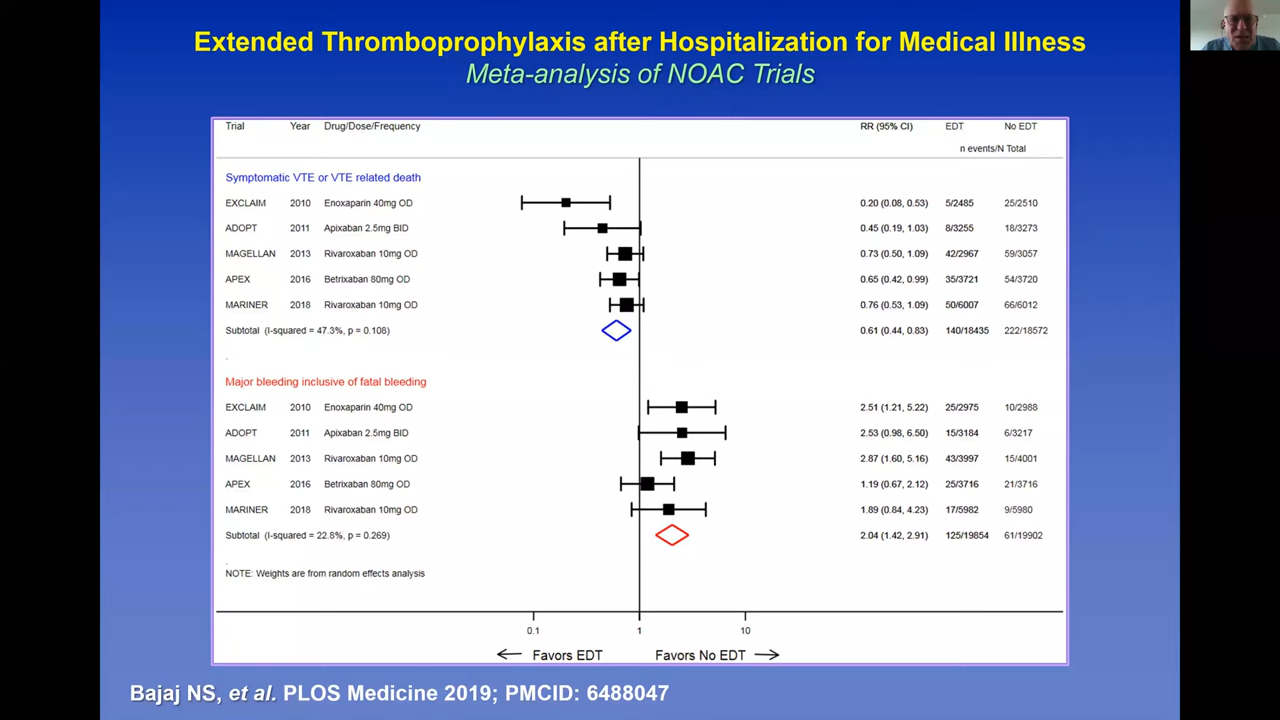 Extended Thromboprophylaxis after Hospitalization for Medical Illness
Meta-analysis of NOAC Trials
Trial Year Drug/Dose/Frequency RR (95% CI) EDT No EDT
n events/N Total
Symptomatic VTE or VTE related death
EXCLAIM 2010 Enoxaparin 40mg OD 0.20 (0.08, 0.53) 5/2485 25/2510
ADOPT 2011 Apixaban 2.5mg BID 0.45 (0.19, 1.03) 8/3255 18/3273
MAGELLAN 2013 Rivaroxaban 10mg OD 0.73 (0.50, 1.09) 42/2967 59/3057
APEX 2016 Betrixaban 80mg OD 0.65 (0.42, 0.99) 35/3721 54/3720
MARINER 2018 Rivaroxaban 10mg OD 0.76 (0.53, 1.09) 50/6007 66/6012
Subtotal (I-squared = 47.3%, p = 0.108) 0.61 (0.44, 0.83) 140/18435 222/18572
.
Major bleeding inclusive of fatal bleeding
EXCLAIM 2010 Enoxaparin 40mg OD 2.51 (1.21, 5.22) 25/2975 10/2988
ADOPT 2011 Apixaban 2.5mg BID 2.53 (0.98, 6.50) 15/3184 6/3217
MAGELLAN 2013 Rivaroxaban 10mg OD 2.87 (1.60, 5.16) 43/3997 15/4001
APEX 2016 Betrixaban 80mg OD 1.19 (0.67, 2.12) 25/3716 21/3716
MARINER 2018 Rivaroxaban 10mg OD 1.89 (0.84, 4.23) 17/5982 9/5980
Subtotal (I-squared = 22.8%, p = 0.269) 2.04 (1.42, 2.91) 125/19854 61/19902
.
NOTE: Weights are from random effects analysis
0.1 1 10
Favors EDT Favors No EDT
Bajaj NS, et al. PLOS Medicine 2019; PMCID: 6488047